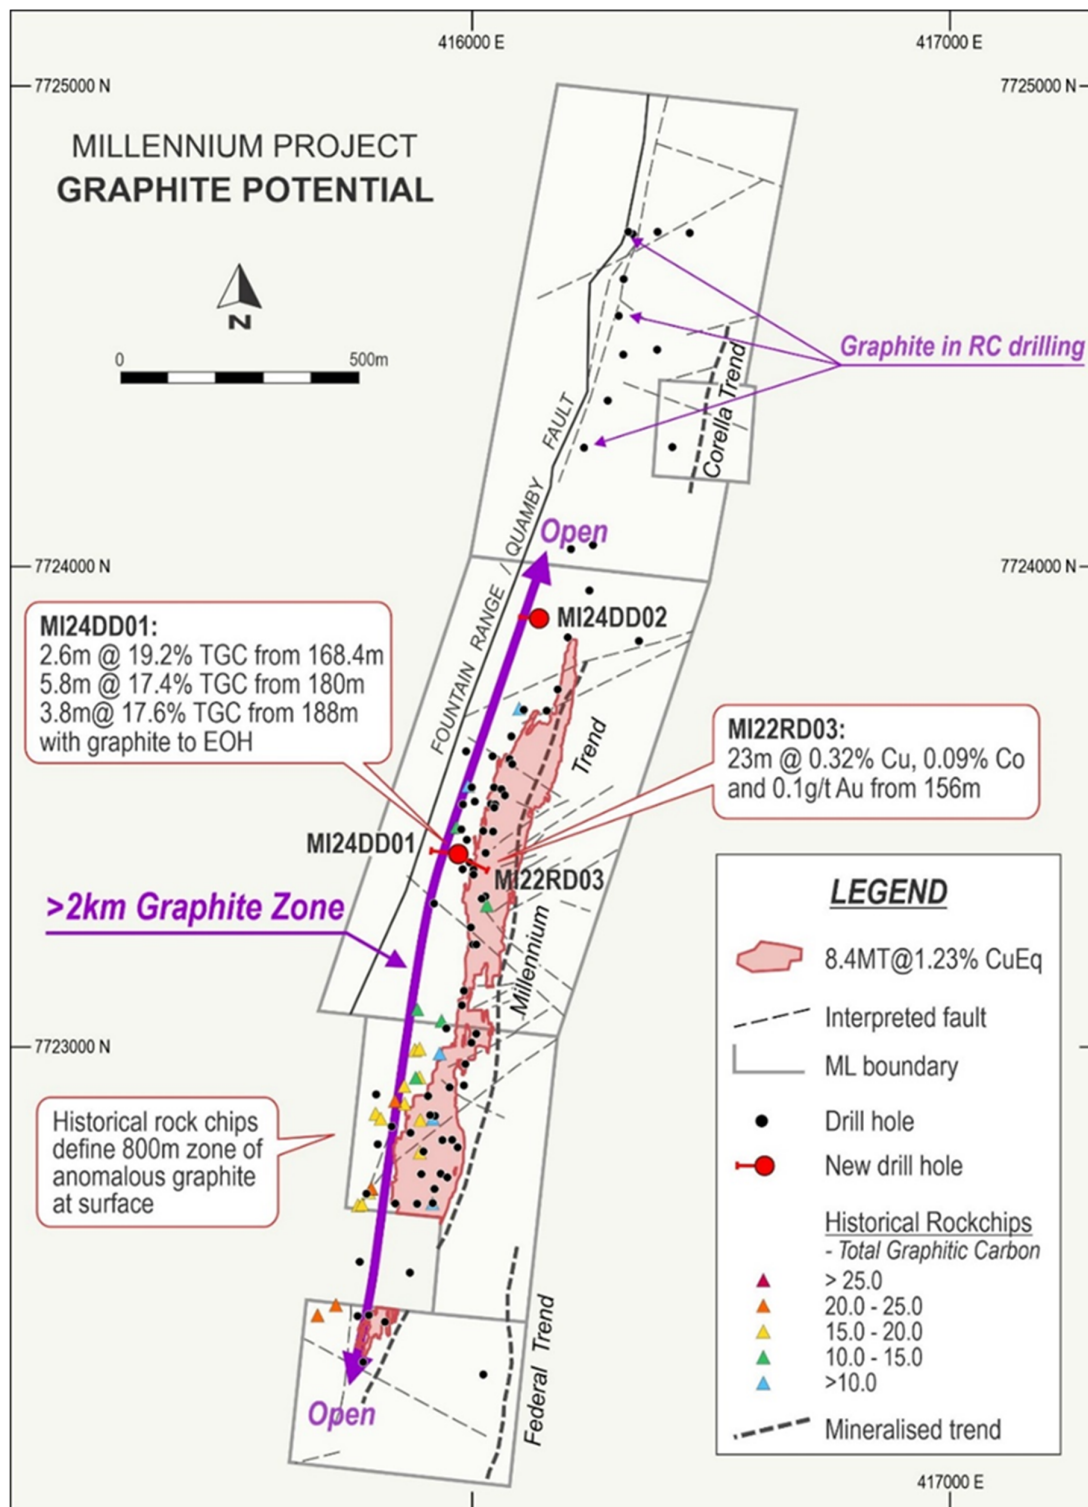 416000 E
417000 E
7725000 N
7725000 N
MILLENNIUM PROJECT
GRAPHITE POTENTIAL
N
0
500m
Graphite in RC drilling
Corella Trend
FOUNTAIN RANGE / QUAMBY FAULT
Open
7724000 N
7724000 N
MI24DD01:
2.6m @ 19.2% TGC from 168.4m
5.8m @ 17.4% TGC from 180m
3.8m@ 17.6% TGC from 188m
with graphite to EOH
MI24DD02
MI22RD03:
23m @ 0.32% Cu, 0.09% Co
and 0.1g/t Au from 156m
MI24DD01
MI22RD03
Millennium Trend
>2km Graphite Zone
7723000 N
Historical rock chips
define 800m zone of
anomalous graphite
at surface
Open
Federal Trend
LEGEND
8.4MT@1.23% CuEq
Interpreted fault
ML boundary
Drill hole
New drill hole
Historical Rockchips
- Total Graphitic Carbon
> 25.0
20.0 - 25.0
15.0 - 20.0
10.0 - 15.0
>10.0
Mineralised trend
417000 E